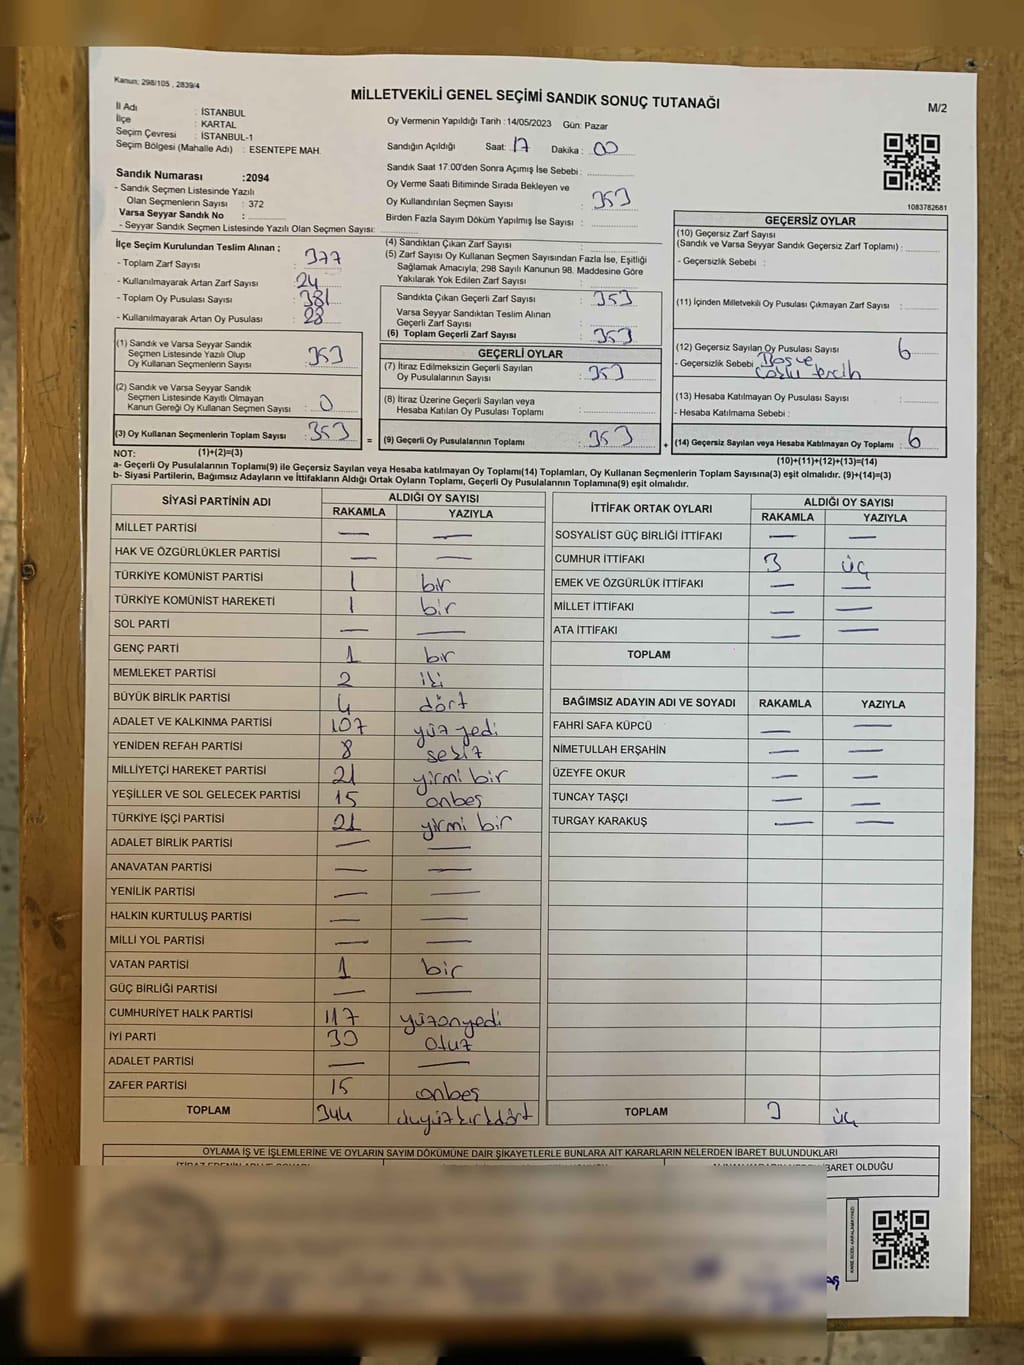 Kanun; 298/105 , 2839/4
MİLLETVEKİLİ GENEL SEÇİMİ SANDIK SONUÇ TUTANAĞI
M/2
İl Adı : İSTANBUL
İlçe : KARTAL
Seçim Çevresi : İSTANBUL-1
Seçim Bölgesi (Mahalle Adı) : ESENTEPE MAH.
Sandık Numarası :2094
- Sandık Seçmen Listesinde Yazılı
Olan Seçmenlerin Sayısı : 372
Varsa Seyyar Sandık No :
- Seyyar Sandık Seçmen Listesinde Yazılı Olan Seçmen Sayısı:
Oy Vermenin Yapıldığı Tarih : 14/05/2023 Gün: Pazar
Sandığın Açıldığı Saat: 17 Dakika : 00
Sandık Saat 17.00'den Sonra Açımış İse Sebebi :
Oy Verme Saati Bitiminde Sırada Bekleyen ve
Oy Kullandırılan Seçmen Sayısı : 353
Birden Fazla Sayım Döküm Yapılmış İse Sayısı :
1083782681
İlçe Seçim Kurulundan Teslim Alınan ;
- Toplam Zarf Sayısı : 377
- Kullanılmayarak Artan Zarf Sayısı : 24
- Toplam Oy Pusulası Sayısı : 381
- Kullanılmayarak Artan Oy Pusulası : 28
(1) Sandık ve Varsa Seyyar Sandık
Seçmen Listesinde Yazılı Olup
Oy Kullanan Seçmenlerin Sayısı : 353
(2) Sandık ve Varsa Seyyar Sandık
Seçmen Listesinde Kayıtlı Olmayan
Kanun Gereği Oy Kullanan Seçmen Sayısı : 0
(3) Oy Kullanan Seçmenlerin Toplam Sayısı : 353
(1)+(2)=(3)
(4) Sandıktan Çıkan Zarf Sayısı :
(5) Zarf Sayısı Oy Kullanan Seçmen Sayısından Fazla İse, Eşitliği
Sağlamak Amacıyla; 298 Sayılı Kanunun 98. Maddesine Göre
Yakılarak Yok Edilen Zarf Sayısı :
Sandıkta Çıkan Geçerli Zarf Sayısı : 353
Varsa Seyyar Sandıktan Teslim Alınan
Geçerli Zarf Sayısı :
(6) Toplam Geçerli Zarf Sayısı : 353
GEÇERLİ OYLAR
(7) İtiraz Edilmeksizin Geçerli Sayılan
Oy Pusulalarının Sayısı : 353
(8) İtiraz Üzerine Geçerli Sayılan veya
Hesaba Katılan Oy Pusulası Toplamı :
= (9) Geçerli Oy Pusulalarının Toplamı : 353
GEÇERSİZ OYLAR
(10) Geçersiz Zarf Sayısı
(Sandık ve Varsa Seyyar Sandık Geçersiz Zarf Toplamı) :
- Geçersizlik Sebebi :
(11) İçinden Milletvekili Oy Pusulası Çıkmayan Zarf Sayısı :
(12) Geçersiz Sayılan Oy Pusulası Sayısı : 6
- Geçersizlik Sebebi : Boş ve
çoklu tercih
(13) Hesaba Katılmayan Oy Pusulası Sayısı :
- Hesaba Katılmama Sebebi :
+ (14) Geçersiz Sayılan veya Hesaba Katılmayan Oy Toplamı : 6
(10)+(11)+(12)+(13)=(14)
NOT:
a- Geçerli Oy Pusulalarının Toplamı(9) ile Geçersiz Sayılan veya Hesaba katılmayan Oy Toplamı(14) Toplamları, Oy Kullanan Seçmenlerin Toplam Sayısına(3) eşit olmalıdır. (9)+(14)=(3)
b- Siyasi Partilerin, Bağımsız Adayların ve İttifakların Aldığı Ortak Oyların Toplamı, Geçerli Oy Pusulalarının Toplamına(9) eşit olmalıdır.
SİYASİ PARTİNİN ADI ALDIĞI OY SAYISI
RAKAMLA YAZIYLA
MİLLET PARTİSİ — —
HAK VE ÖZGÜRLÜKLER PARTİSİ — —
TÜRKİYE KOMÜNİST PARTİSİ 1 bir
TÜRKİYE KOMÜNİST HAREKETİ 1 bir
SOL PARTİ — —
GENÇ PARTİ 1 bir
MEMLEKET PARTİSİ 2 iki
BÜYÜK BİRLİK PARTİSİ 4 dört
ADALET VE KALKINMA PARTİSİ 107 yüz yedi
YENİDEN REFAH PARTİSİ 8 sekiz
MİLLİYETÇİ HAREKET PARTİSİ 21 yirmi bir
YEŞİLLER VE SOL GELECEK PARTİSİ 15 onbeş
TÜRKİYE İŞÇİ PARTİSİ 21 yirmi bir
ADALET BİRLİK PARTİSİ — —
ANAVATAN PARTİSİ — —
YENİLİK PARTİSİ — —
HALKIN KURTULUŞ PARTİSİ — —
MİLLİ YOL PARTİSİ — —
VATAN PARTİSİ 1 bir
GÜÇ BİRLİĞİ PARTİSİ — —
CUMHURİYET HALK PARTİSİ 117 yüzonyedi
İYİ PARTİ 30 otuz
ADALET PARTİSİ — —
ZAFER PARTİSİ 15 onbeş
TOPLAM 344 üçyüzkırkdört
İTTİFAK ORTAK OYLARI ALDIĞI OY SAYISI
RAKAMLA YAZIYLA
SOSYALİST GÜÇ BİRLİĞİ İTTİFAKI — —
CUMHUR İTTİFAKI 3 üç
EMEK VE ÖZGÜRLÜK İTTİFAKI — —
MİLLET İTTİFAKI — —
ATA İTTİFAKI — —
TOPLAM
BAĞIMSIZ ADAYIN ADI VE SOYADI RAKAMLA YAZIYLA
FAHRİ SAFA KÜPCÜ — —
NİMETULLAH ERŞAHİN — —
ÜZEYFE OKUR — —
TUNCAY TAŞÇI — —
TURGAY KARAKUŞ — —
TOPLAM 3 üç
OYLAMA İŞ VE İŞLEMLERİNE VE OYLARIN SAYIM DÖKÜMÜNE DAİR ŞİKAYETLERLE BUNLARA AİT KARARLARIN NELERDEN İBARET BULUNDUKLARI
İBARET OLDUĞU